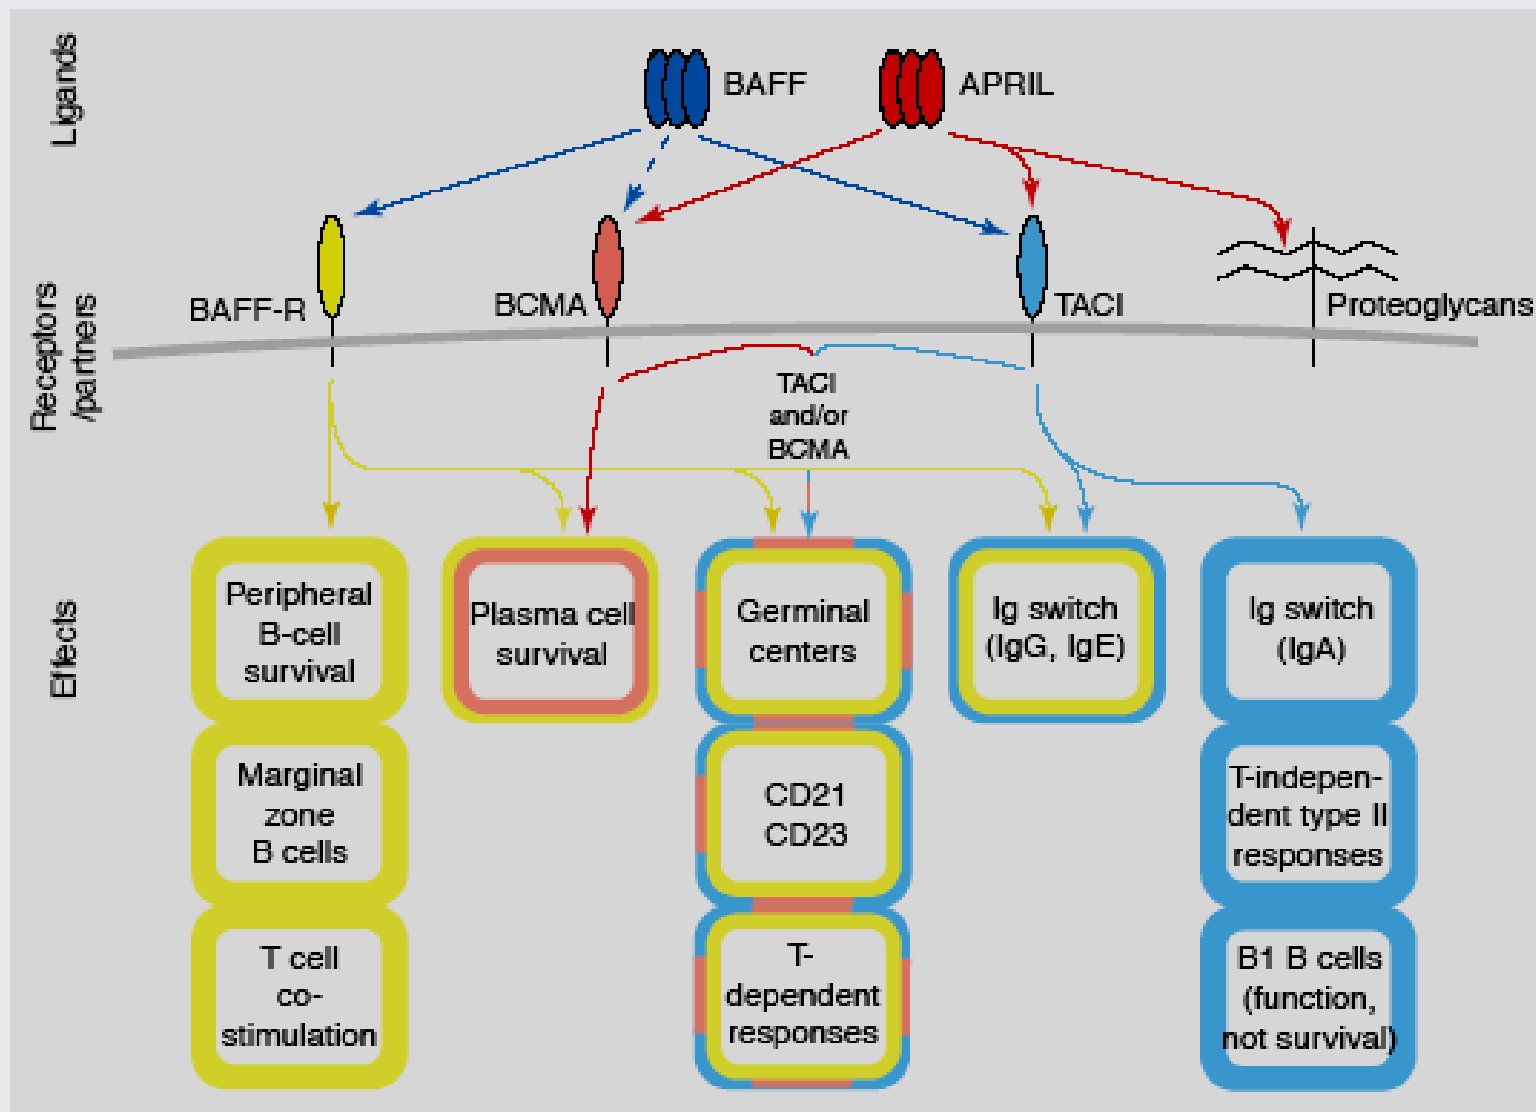 Ligands
BAFF
APRIL
Receptors
/partners
BAFF-R
BCMA
TACI
Proteoglycans
TACI
and/or
BCMA
Effects
Peripheral
B-cell
survival
Plasma cell
survival
Germinal
centers
Ig switch
(IgG, IgE)
Ig switch
(IgA)
Marginal
zone
B cells
CD21
CD23
T-indepen-
dent type II
responses
T cell
co-
stimulation
T-
dependent
responses
B1 B cells
(function,
not survival)